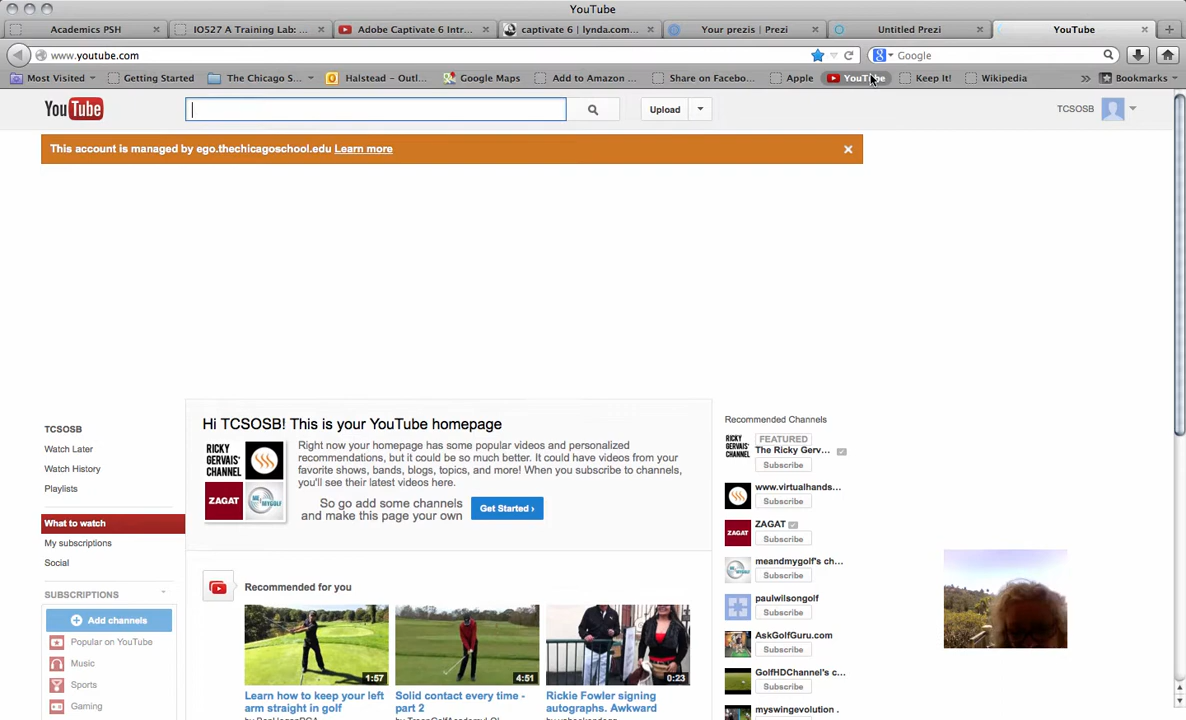 YouTube
Academics PSH
IO527 A Training Lab: ...
Adobe Captivate 6 Intr...
captivate 6 | lynda.com...
Your prezis | Prezi
Untitled Prezi
YouTube
www.youtube.com
Google
Most Visited
Getting Started
The Chicago S...
Halstead – Outl...
Google Maps
Add to Amazon ...
Share on Facebo...
Apple
YouTube
Keep It!
Wikipedia
Bookmarks
YouTube
Upload
TCSOSB
This account is managed by ego.thechicagoschool.edu Learn more
TCSOSB
Watch Later
Watch History
Playlists
What to watch
My subscriptions
Social
SUBSCRIPTIONS
Add channels
Popular on YouTube
Music
Sports
Gaming
Hi TCSOSB! This is your YouTube homepage
RICKY
GERVAIS'
CHANNEL
ZAGAT
Right now your homepage has some popular videos and personalized
recommendations, but it could be so much better. It could have videos from your
favorite shows, bands, blogs, topics, and more! When you subscribe to channels,
you'll see their latest videos here.
So go add some channels
and make this page your own
Get Started ›
Recommended for you
1:57
4:51
0:23
Learn how to keep your left
arm straight in golf
Solid contact every time -
part 2
Rickie Fowler signing
autographs. Awkward
Recommended Channels
RICKY
GERVAIS'
CHANNEL
FEATURED
The Ricky Gerv...
Subscribe
www.virtualhands...
Subscribe
ZAGAT
ZAGAT
Subscribe
meandmygolf's ch...
Subscribe
paulwilsongolf
Subscribe
AskGolfGuru.com
Subscribe
GolfHDChannel's c...
Subscribe
myswingevolution .